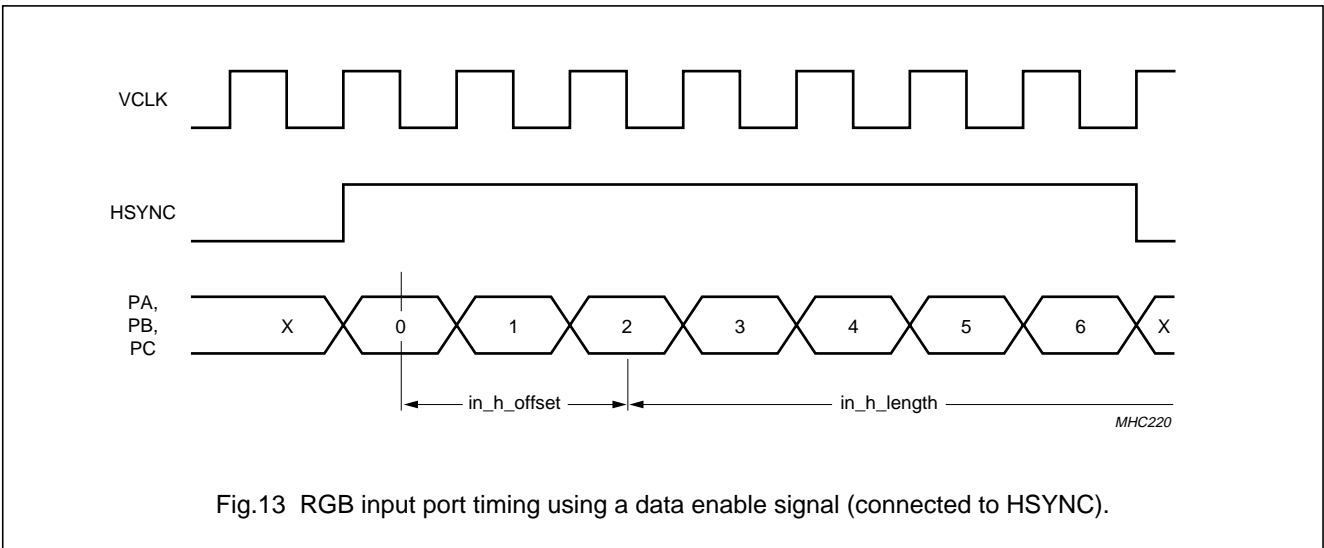 VCLK
HSYNC
PA,
PB,
PC
X 0 1 2 3 4 5 6 X
in_h_offset in_h_length
MHC220
Fig.13 RGB input port timing using a data enable signal (connected to HSYNC).